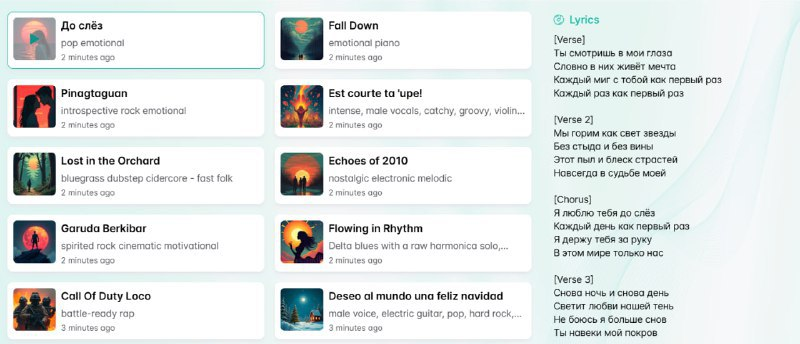 До слёз
pop emotional
2 minutes ago
Fall Down
emotional piano
2 minutes ago
Pinagtaguan
introspective rock emotional
2 minutes ago
Est courte ta 'upe!
intense, male vocals, catchy, groovy, violin...
2 minutes ago
Lost in the Orchard
bluegrass dubstep cidercore - fast folk
2 minutes ago
Echoes of 2010
nostalgic electronic melodic
2 minutes ago
Garuda Berkibar
spirited rock cinematic motivational
2 minutes ago
Flowing in Rhythm
Delta blues with a raw harmonica solo,...
2 minutes ago
Call Of Duty Loco
battle-ready rap
3 minutes ago
Deseo al mundo una feliz navidad
male voice, electric guitar, pop, hard rock,...
3 minutes ago
Lyrics
[Verse]
Ты смотришь в мои глаза
Словно в них живёт мечта
Каждый миг с тобой как первый раз
Каждый раз как первый раз
[Verse 2]
Мы горим как свет звезды
Без стыда и без вины
Этот пыл и блеск страстей
Навсегда в судьбе моей
[Chorus]
Я люблю тебя до слёз
Каждый день как первый раз
Я держу тебя за руку
В этом мире только нас
[Verse 3]
Снова ночь и снова день
Светит любви нашей тень
Не боюсь я больше снов
Ты навеки мой покров